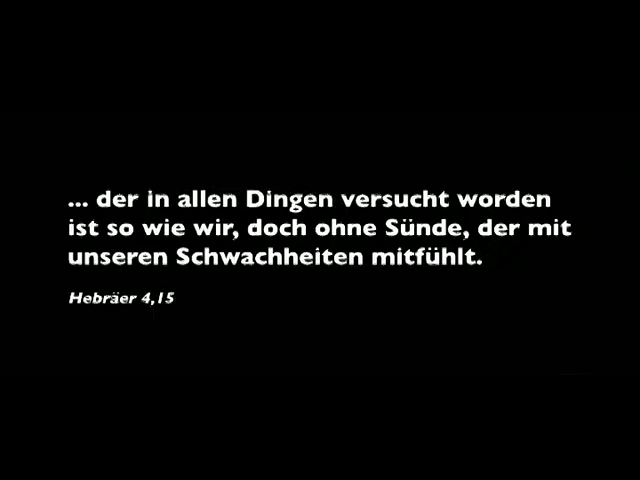 ... der in allen Dingen versucht worden
ist so wie wir, doch ohne Sünde, der mit
unseren Schwachheiten mitfühlt.
Hebräer 4,15